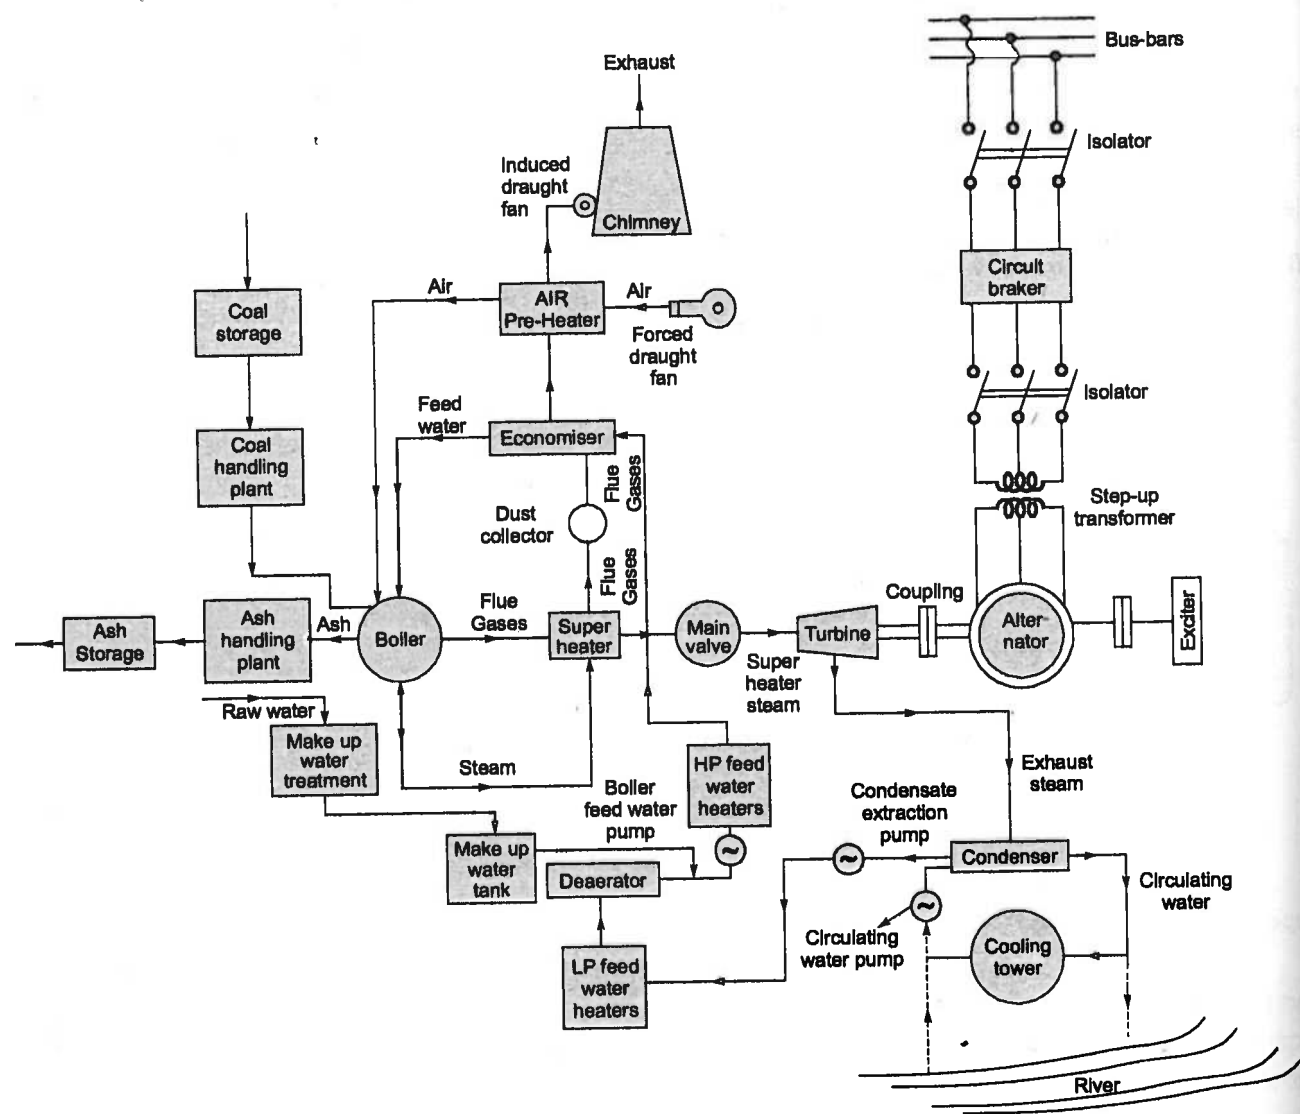 Bus-bars
Exhaust
Isolator
Induced
draught
fan
Chimney
Circuit
braker
Air
AIR
Pre-Heater
Air
Forced
draught
fan
Coal
storage
Isolator
Feed
water
Economiser
Coal
handling
plant
Flue
Gases
Dust
collector
Step-up
transformer
Flue
Gases
Coupling
Flue
Gases
Ash
Storage
Ash
handling
plant
Ash
Boiler
Super
heater
Main
valve
Turbine
Alter-
nator
Exciter
Super
heater
steam
Raw water
Make up
water
treatment
Steam
HP feed
water
heaters
Exhaust
steam
Boiler
feed water
pump
Condensate
extraction
pump
Make up
water
tank
Deaerator
~
~
Condenser
Circulating
water
~
Circulating
water pump
Cooling
tower
LP feed
water
heaters
River